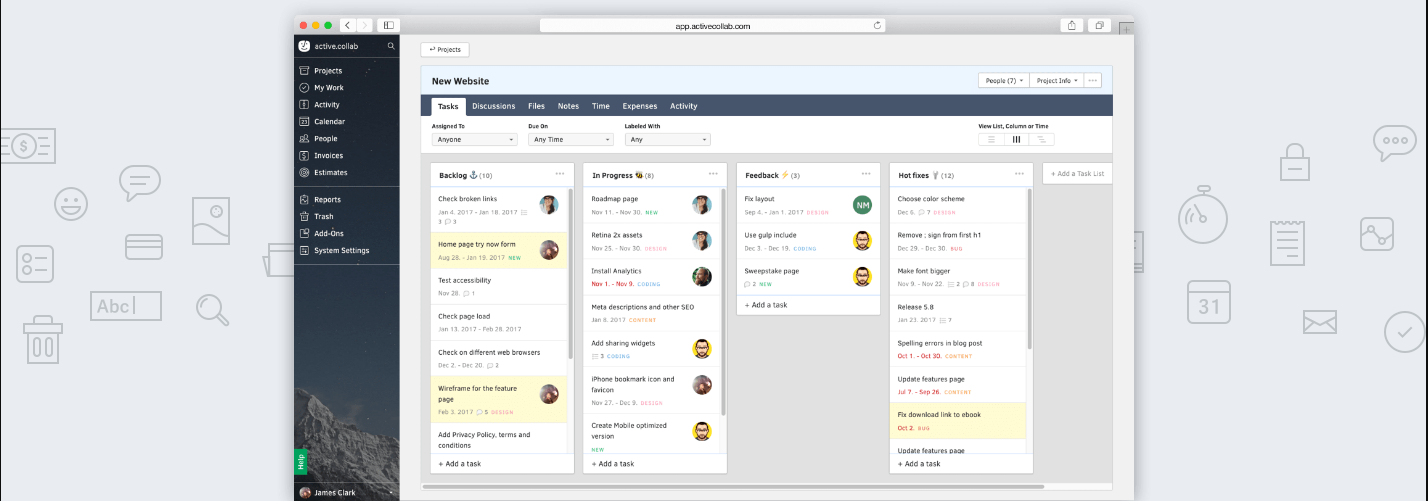 app.activecollab.com
active.collab
Projects
My Work
Activity
Calendar
People
Invoices
Estimates
Reports
Trash
Add-Ons
System Settings
Help
James Clark
Projects
New Website
People (7)
Project Info
Tasks Discussions Files Notes Time Expenses Activity
Assigned To Due On Labeled With View List, Column or Time
Anyone Any Time Any
Backlog (10)
Check broken links
Jan 4. 2017 - Jan 18. 2017
3 3
Home page try now form
Aug 28. - Jan 19. 2017 NEW
Test accessibility
Nov 28. 1
Check page load
Jan 13. 2017 - Feb 28. 2017
Check on different web browsers
Dec 2. - Dec 20. 2
Wireframe for the feature
page
Feb 3. 2017 5 DESIGN
Add Privacy Policy, terms and
conditions
+ Add a task
In Progress (8)
Roadmap page
Nov 11. - Nov 30. NEW
Retina 2x assets
Nov 25. - Nov 30. DESIGN
Install Analytics
Nov 1. - Nov 9. CODING
Meta descriptions and other SEO
Jan 8. 2017 CONTENT
Add sharing widgets
3 CODING
iPhone bookmark icon and
favicon
Nov 27. - Dec 9. DESIGN
Create Mobile optimized
version
NEW
+ Add a task
Feedback (3)
Fix layout
Sep 4. - Jan 1. 2017 DESIGN
NM
Use gulp include
Dec 3. - Dec 19. CODING
Sweepstake page
2 NEW
+ Add a task
Hot fixes (12)
Choose color scheme
Dec 6. 7 DESIGN
Remove ; sign from first h1
Dec 29. - Dec 30. BUG
Make font bigger
Nov 9. - Nov 22. 2 8 DESIGN
Release 5.8
Jan 23. 2017 7
Spelling errors in blog post
Oct 1. - Oct 30. CONTENT
Update features page
Jul 7. - Sep 26. CONTENT
Fix download link to ebook
Oct 2. BUG
Update features page
+ Add a task
+ Add a Task List
Abc
31